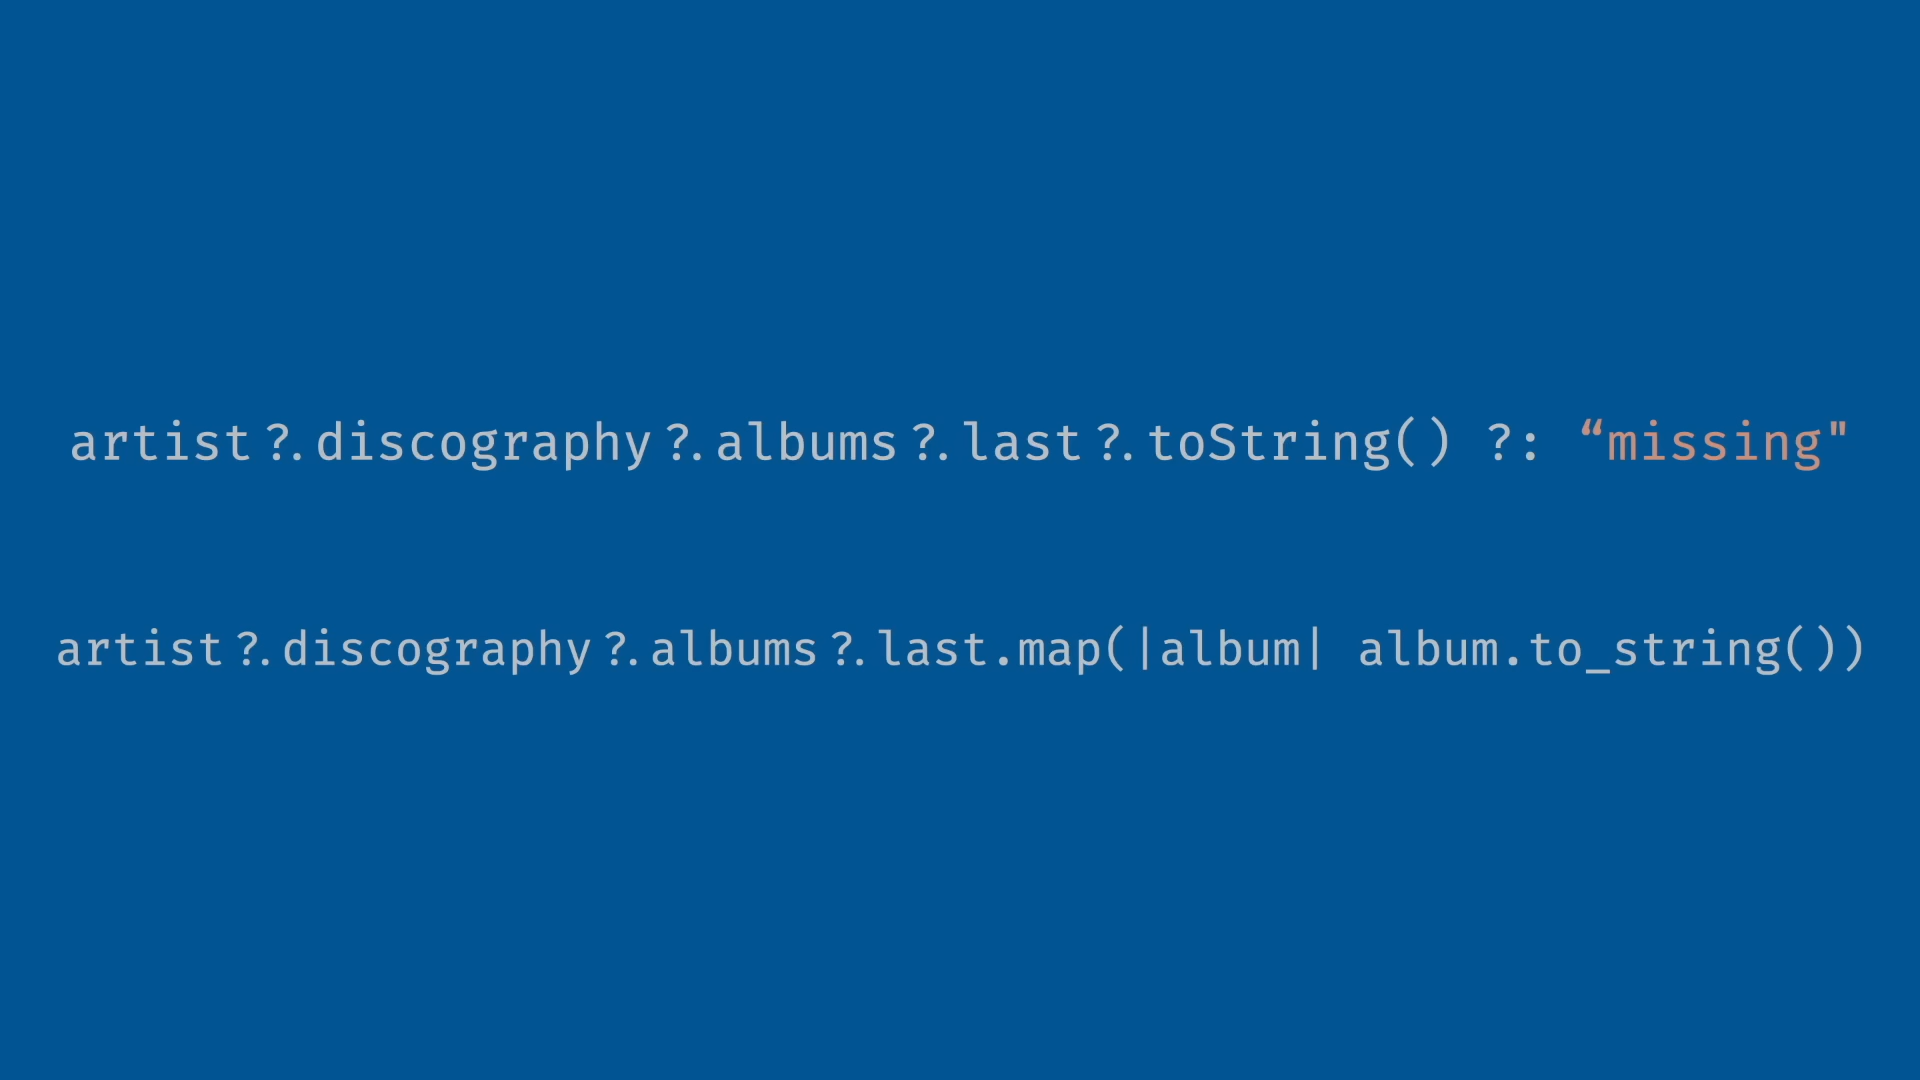 artist?.discography?.albums?.last?.toString() ?: “missing"
artist?.discography?.albums?.last.map(|album| album.to_string())